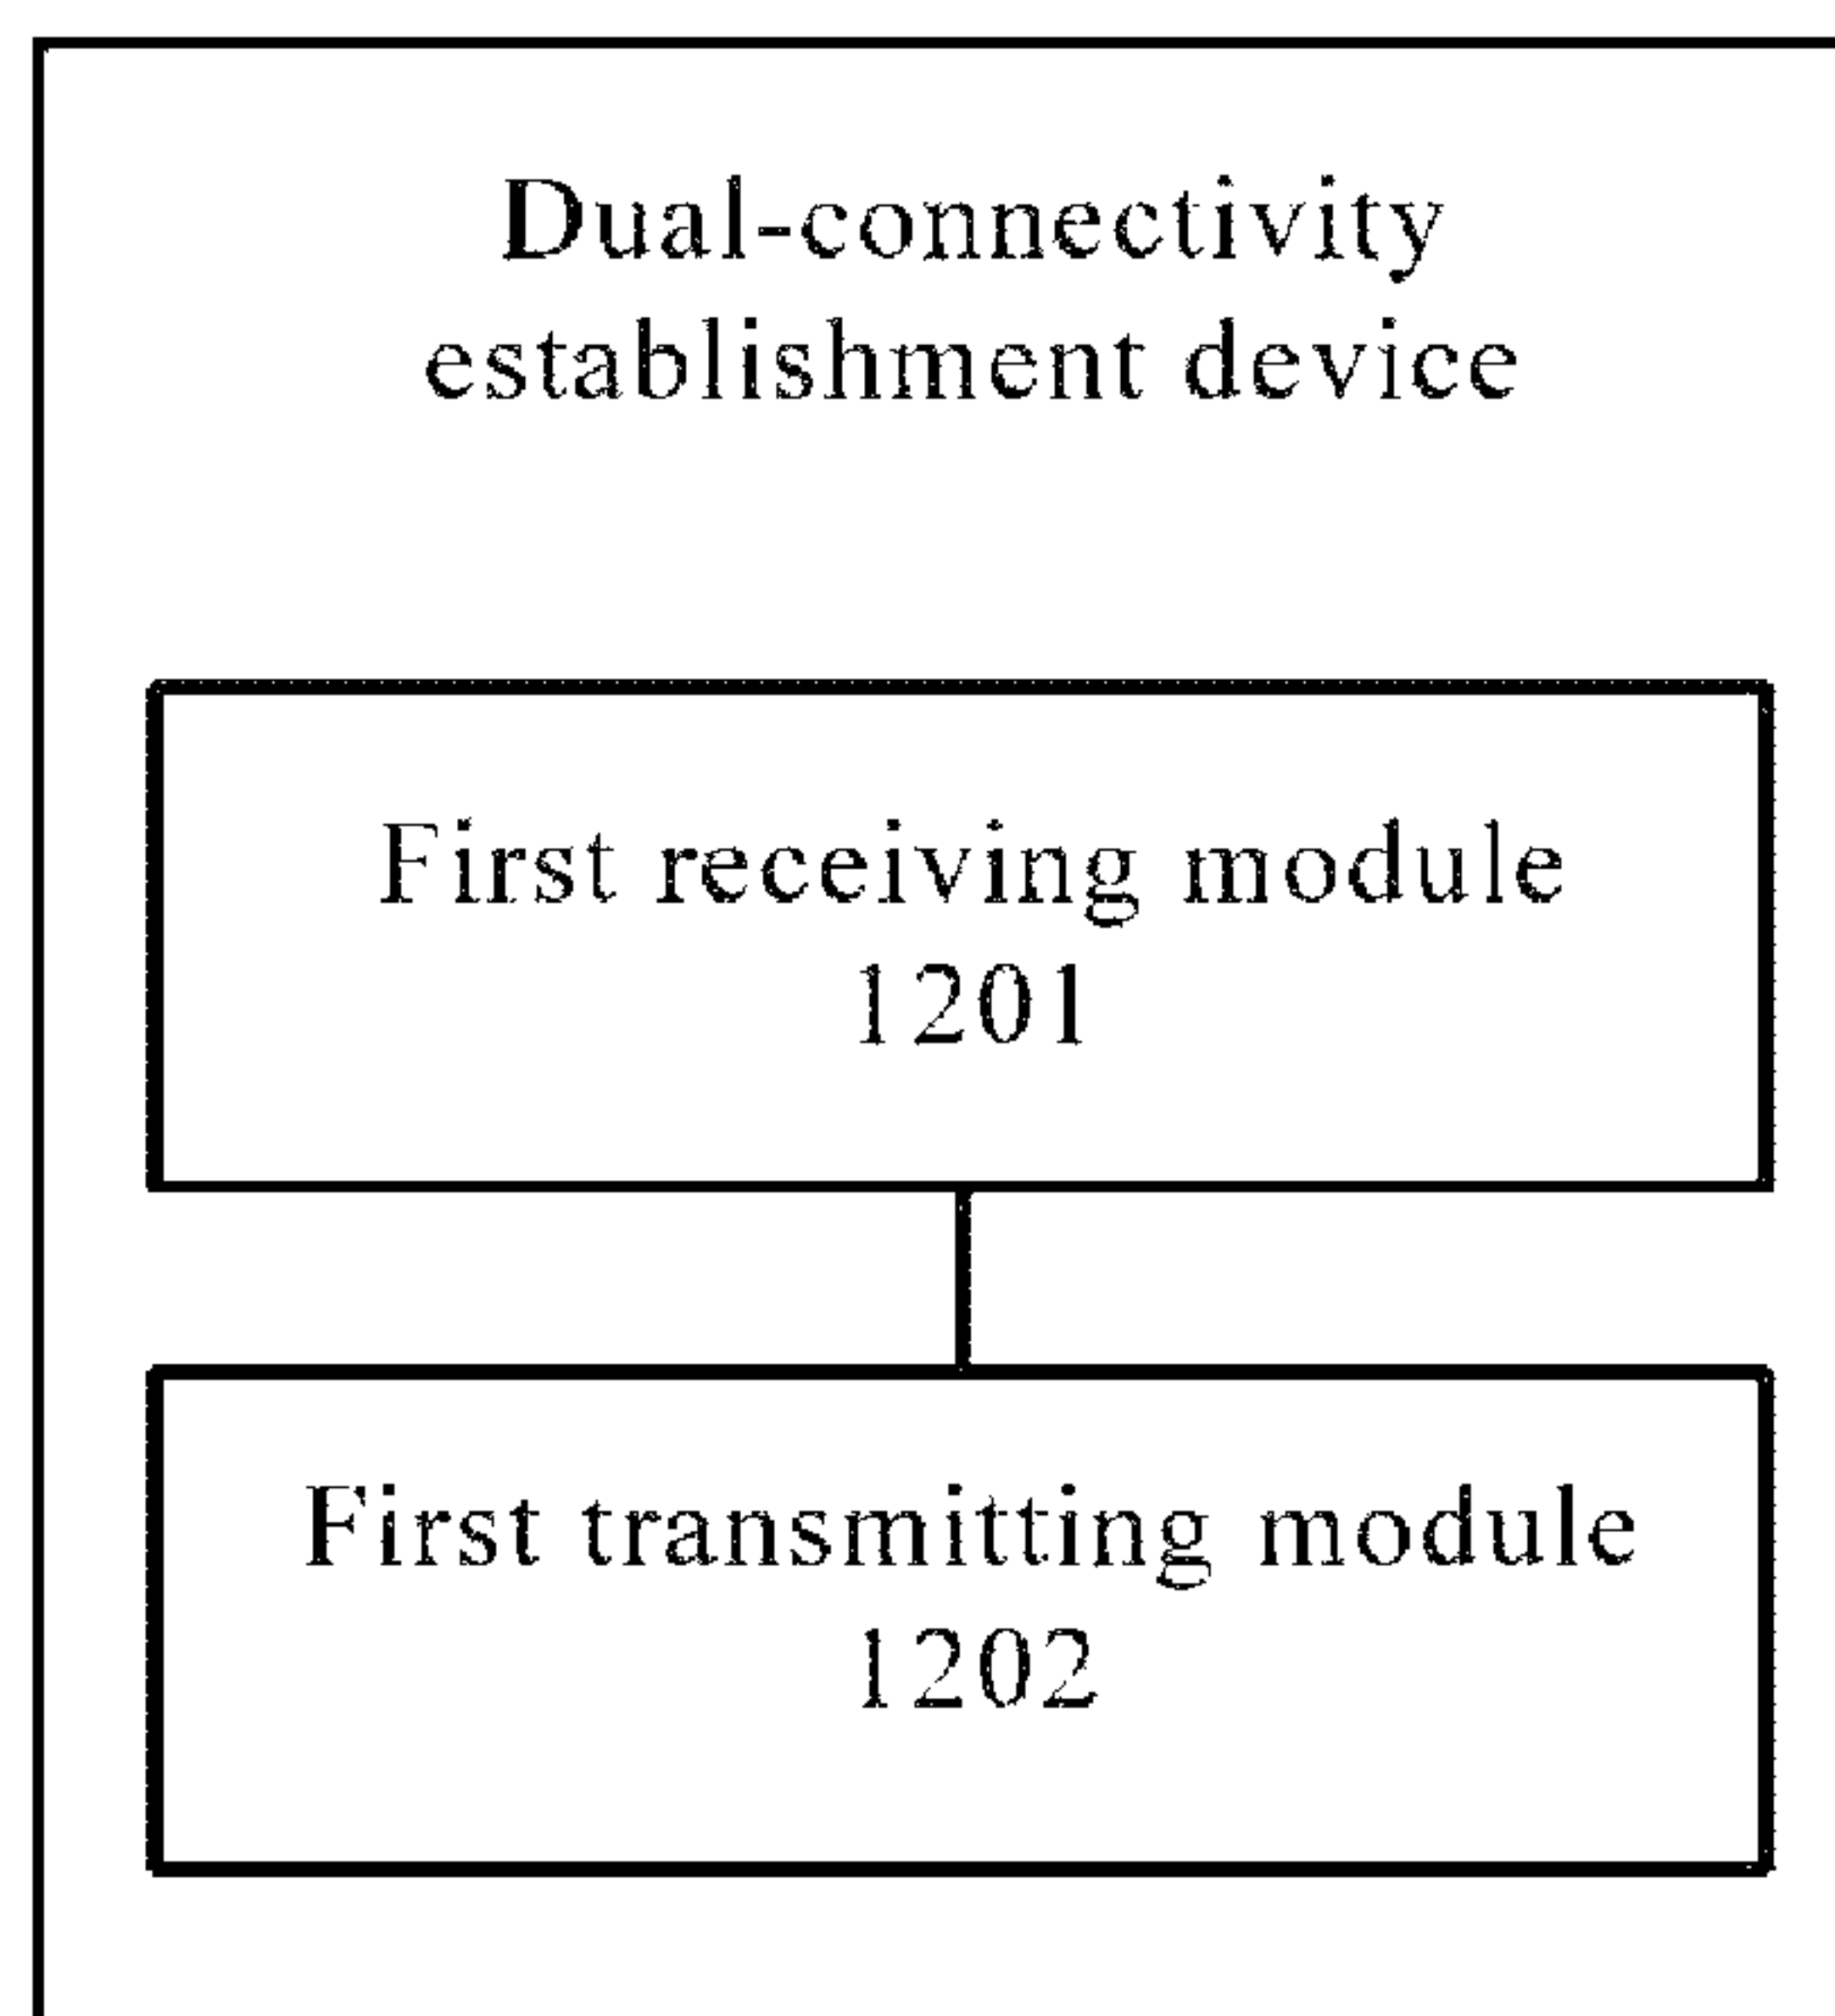 Dual-connectivity
establishment device
First receiving module
1201
First transmitting module
1202